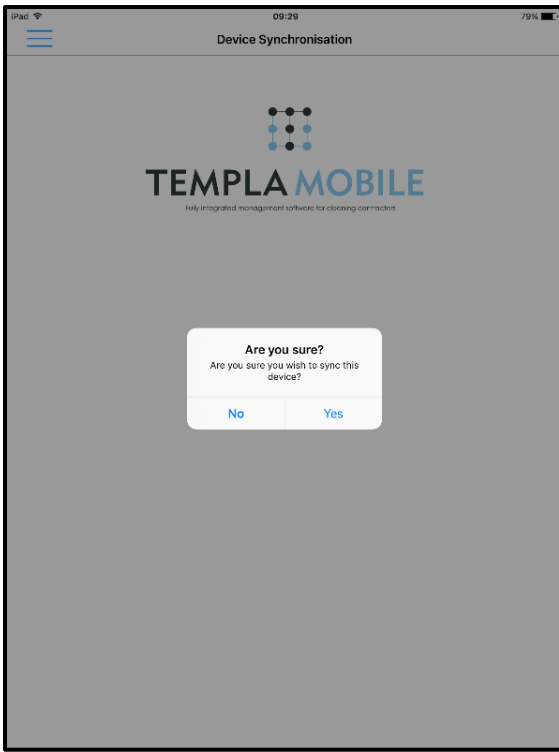 iPad 09:29 79%
Device Synchronisation
TEMPLA MOBILE
Fully integrated management software for cleaning contractors
Are you sure?
Are you sure you wish to sync this
device?
No Yes